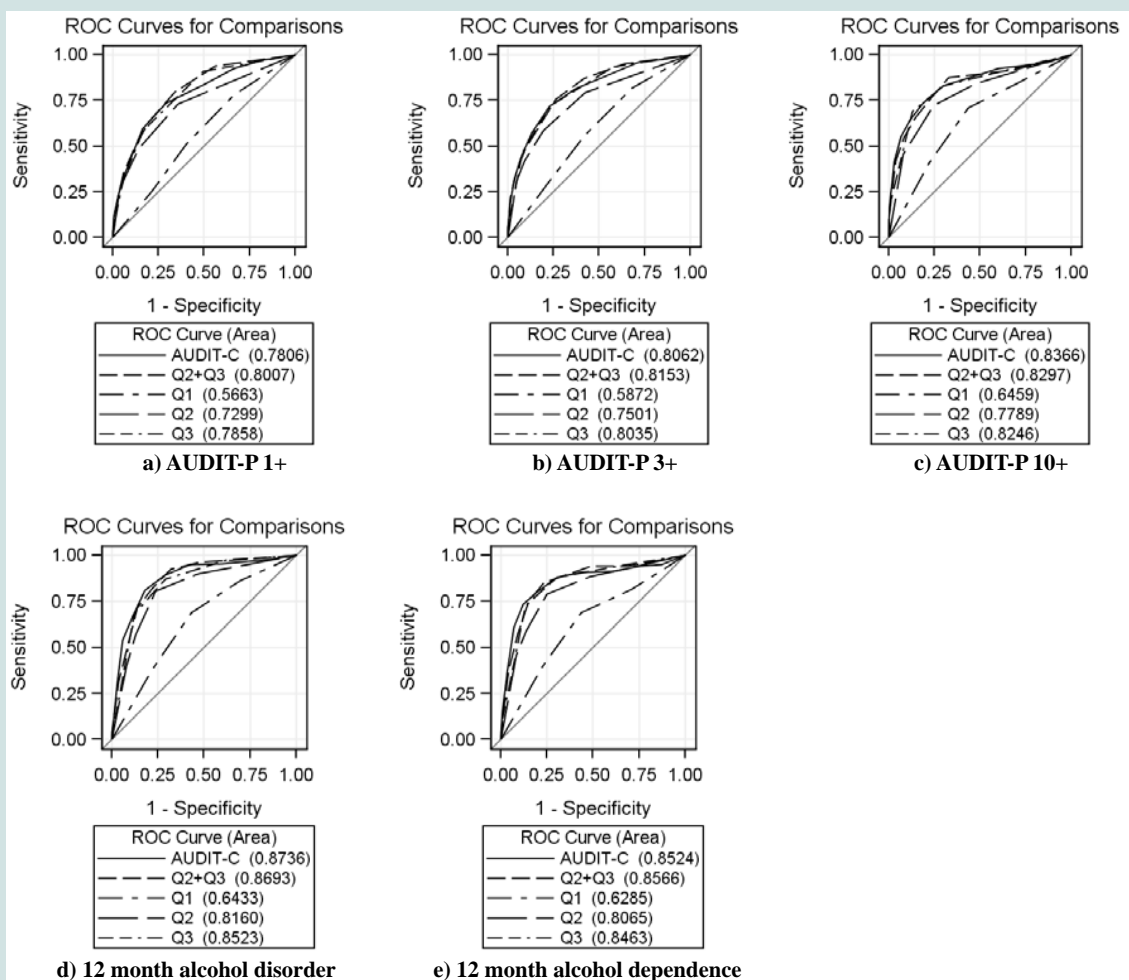 ROC Curves for Comparisons
1.00
0.75
0.50
0.25
0.00
Sensitivity
0.00 0.25 0.50 0.75 1.00
1 - Specificity
ROC Curve (Area)
AUDIT-C (0.7806)
Q2+Q3 (0.8007)
Q1 (0.5663)
Q2 (0.7299)
Q3 (0.7858)
a) AUDIT-P 1+
ROC Curves for Comparisons
1.00
0.75
0.50
0.25
0.00
Sensitivity
0.00 0.25 0.50 0.75 1.00
1 - Specificity
ROC Curve (Area)
AUDIT-C (0.8062)
Q2+Q3 (0.8153)
Q1 (0.5872)
Q2 (0.7501)
Q3 (0.8035)
b) AUDIT-P 3+
ROC Curves for Comparisons
1.00
0.75
0.50
0.25
0.00
Sensitivity
0.00 0.25 0.50 0.75 1.00
1 - Specificity
ROC Curve (Area)
AUDIT-C (0.8366)
Q2+Q3 (0.8297)
Q1 (0.6459)
Q2 (0.7789)
Q3 (0.8246)
c) AUDIT-P 10+
ROC Curves for Comparisons
1.00
0.75
0.50
0.25
0.00
Sensitivity
0.00 0.25 0.50 0.75 1.00
1 - Specificity
ROC Curve (Area)
AUDIT-C (0.8736)
Q2+Q3 (0.8693)
Q1 (0.6433)
Q2 (0.8160)
Q3 (0.8523)
d) 12 month alcohol disorder
ROC Curves for Comparisons
1.00
0.75
0.50
0.25
0.00
Sensitivity
0.00 0.25 0.50 0.75 1.00
1 - Specificity
ROC Curve (Area)
AUDIT-C (0.8524)
Q2+Q3 (0.8566)
Q1 (0.6285)
Q2 (0.8065)
Q3 (0.8463)
e) 12 month alcohol dependence